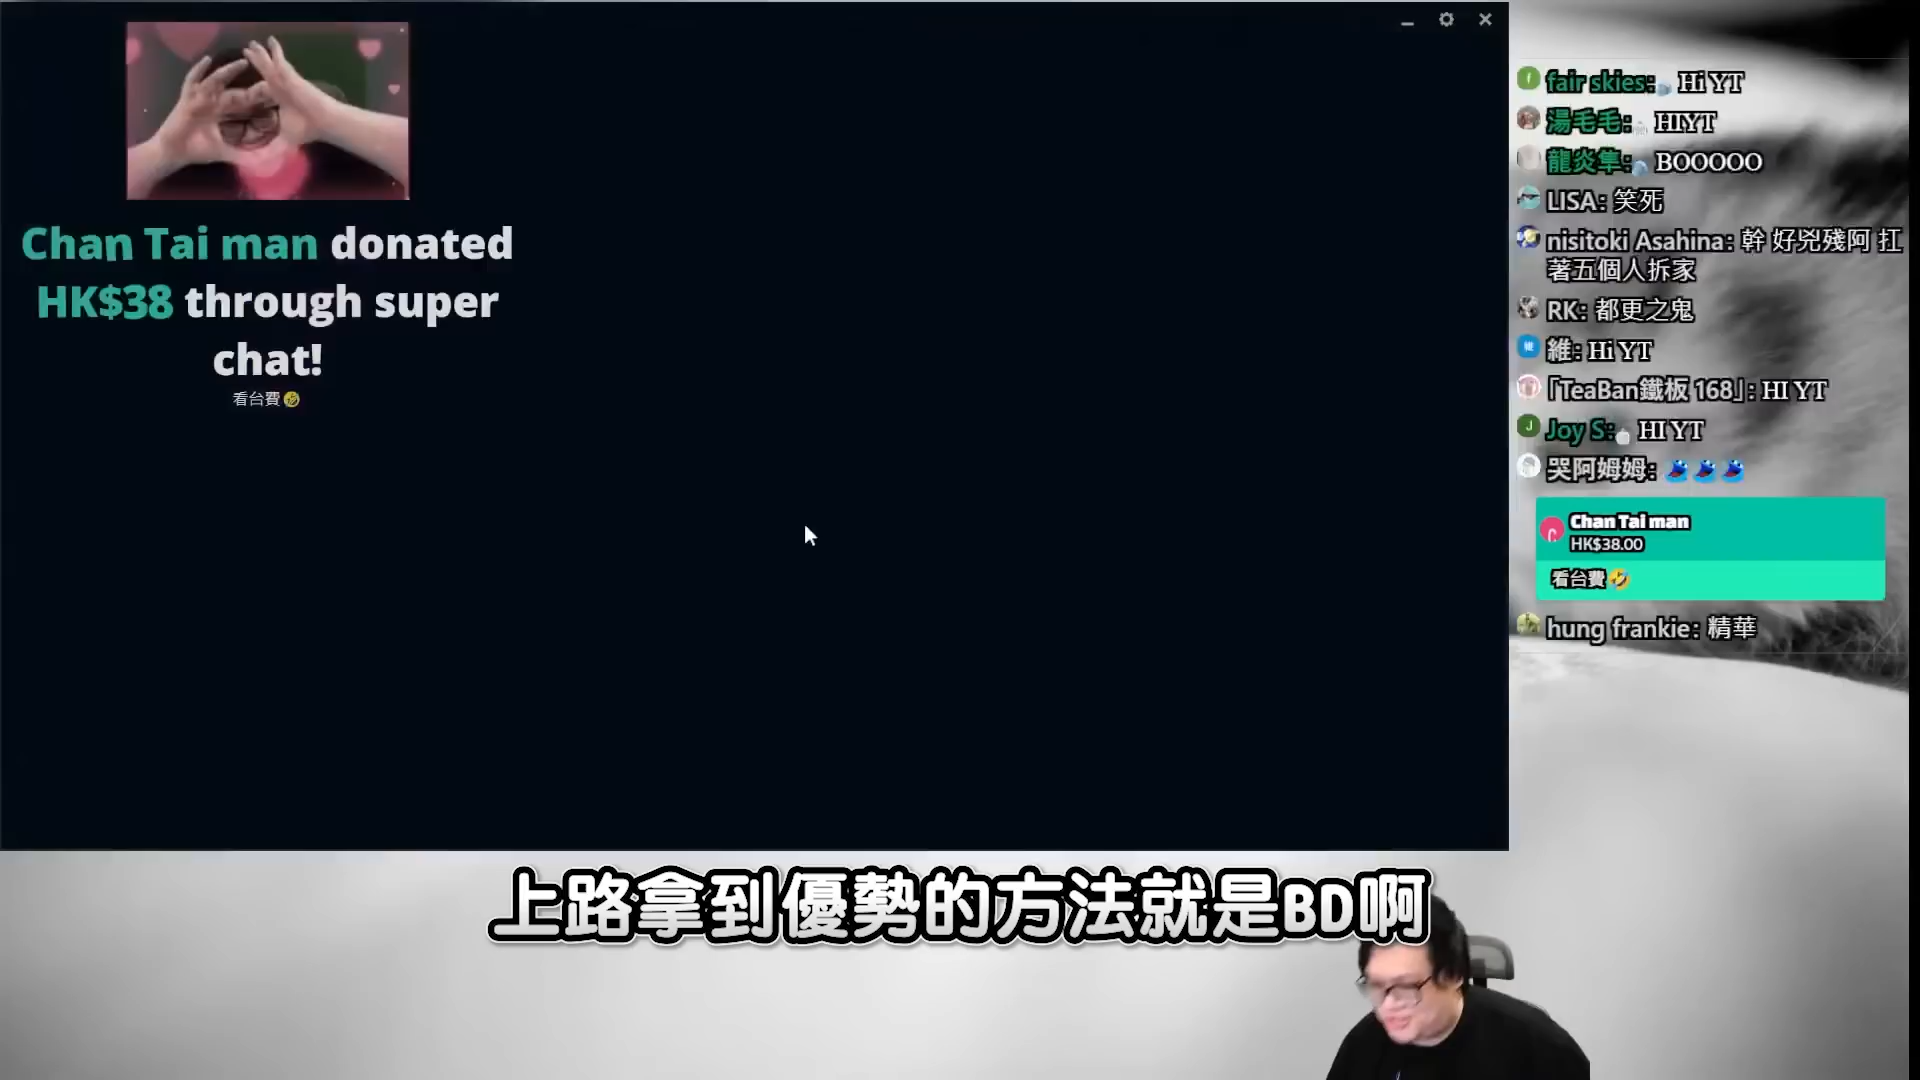 Chan Tai man donated
HK$38 through super
chat!
看台費🤣
fair skies: Hi YT
湯毛毛: HIYT
龍炎隼: BOOOOO
LISA: 笑死
nisitoki Asahina: 幹 好兇殘阿 扛
著五個人拆家
RK: 都更之鬼
維: Hi YT
「TeaBan鐵板 168」: HI YT
Joy S: HI YT
哭阿姆姆:
Chan Tai man
HK$38.00
看台費🤣
hung frankie: 精華
上路拿到優勢的方法就是BD啊